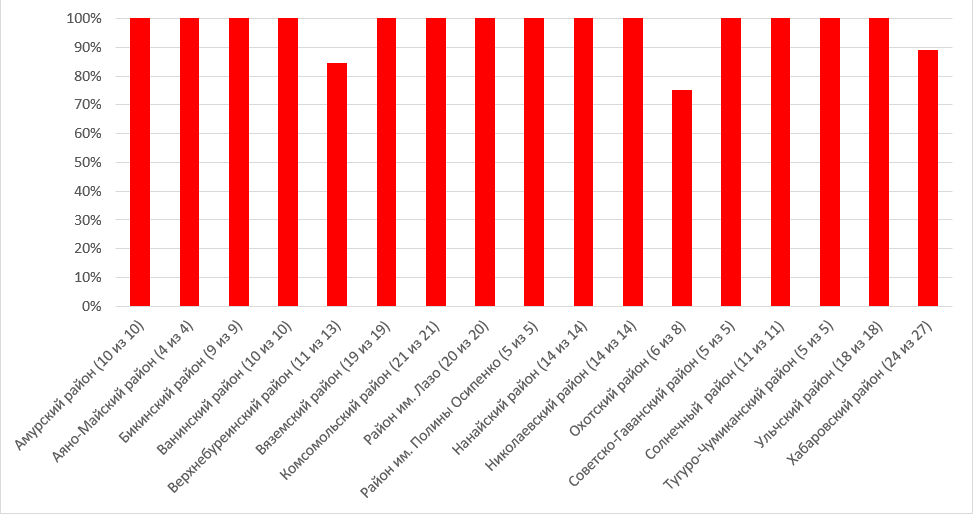 100%
90%
80%
70%
60%
50%
40%
30%
20%
10%
0%
Амурский район (10 из 10)
Аяно-Майский район (4 из 4)
Бикинский район (9 из 9)
Ванинский район (10 из 10)
Верхнебуреинский район (11 из 13)
Вяземский район (19 из 19)
Комсомольский район (21 из 21)
Район им. Лазо (20 из 20)
Район им. Полины Осипенко (5 из 5)
Нанайский район (14 из 14)
Николаевский район (14 из 14)
Охотский район (6 из 8)
Советско-Гаванский район (5 из 5)
Солнечный  район (11 из 11)
Тугуро- Чумиканский район (5 из 5)
Ульчский район (18 из 18)
Хабаровский район (24 из 27)